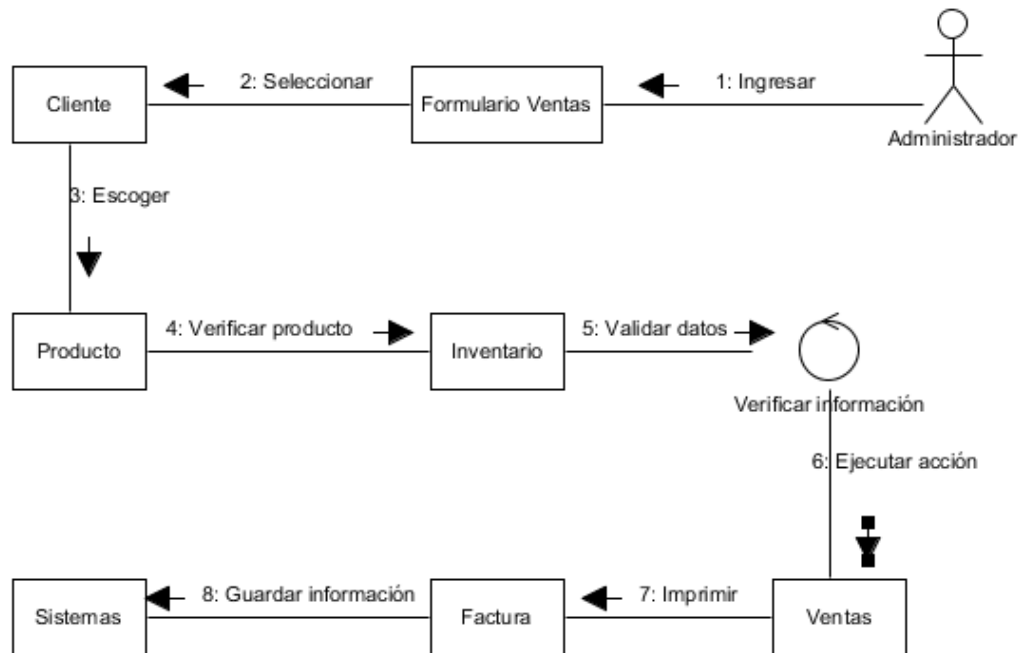 2: Seleccionar
1: Ingresar
Cliente
Formulario Ventas
Administrador
3: Escoger
4: Verificar producto
5: Validar datos
Producto
Inventario
Verificar información
6: Ejecutar acción
8: Guardar información
7: Imprimir
Sistemas
Factura
Ventas